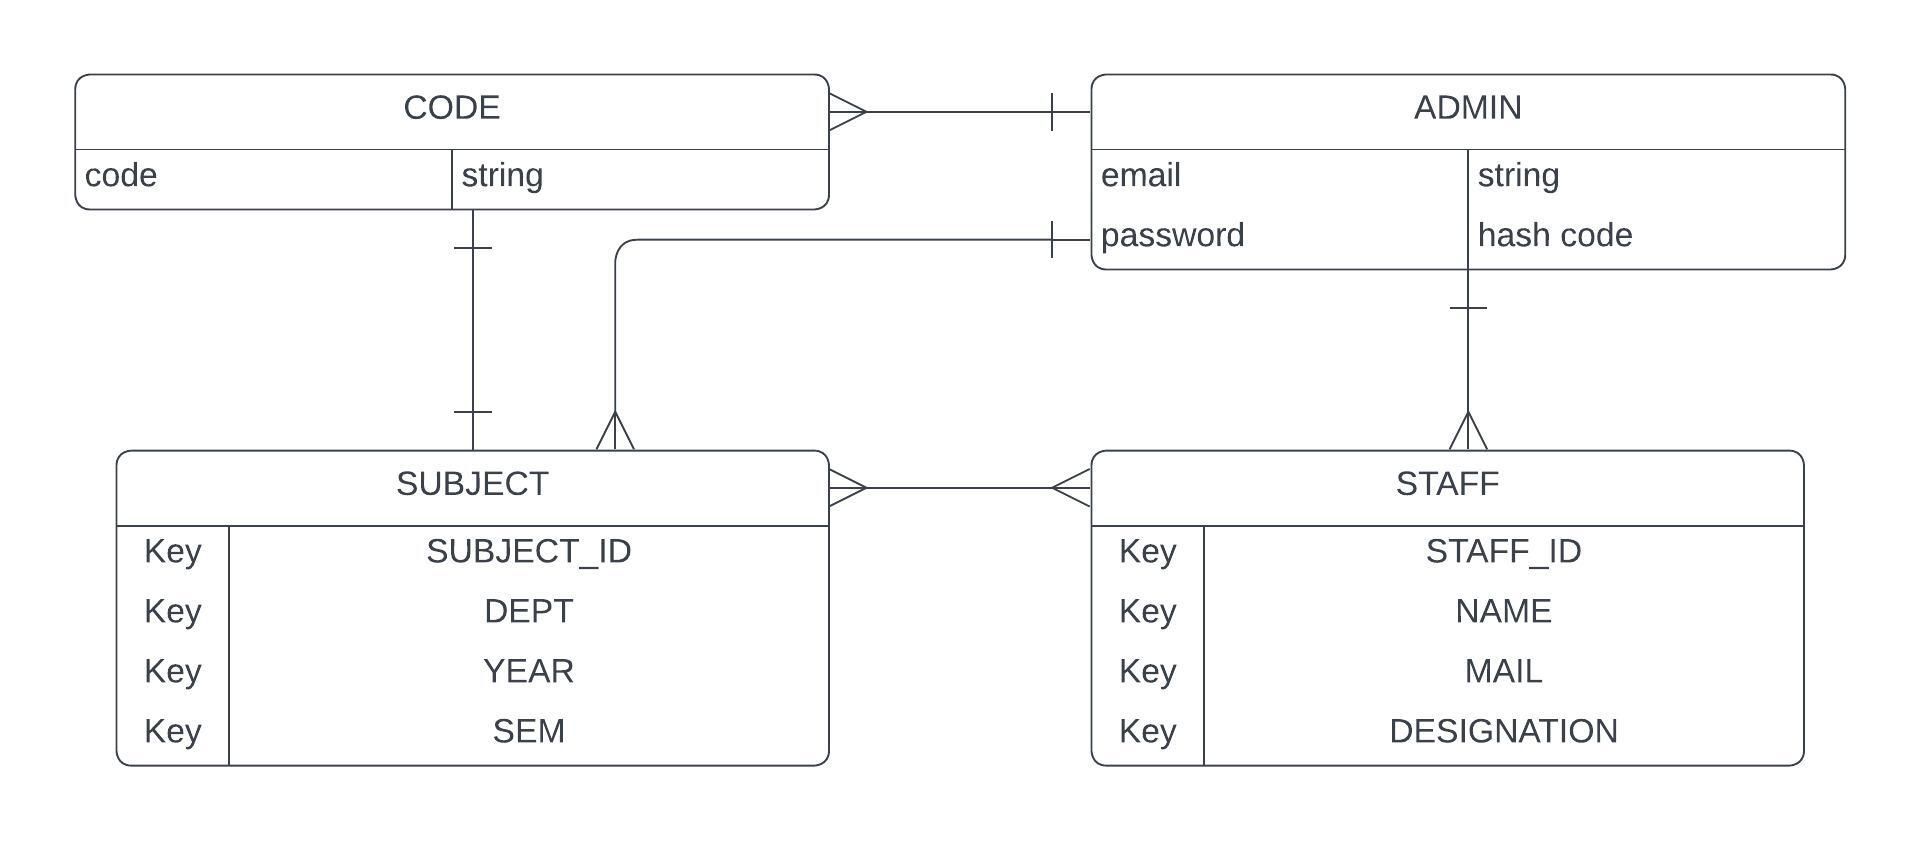 CODE
code string
ADMIN
email string
password hash code
SUBJECT
Key SUBJECT_ID
Key DEPT
Key YEAR
Key SEM
STAFF
Key STAFF_ID
Key NAME
Key MAIL
Key DESIGNATION